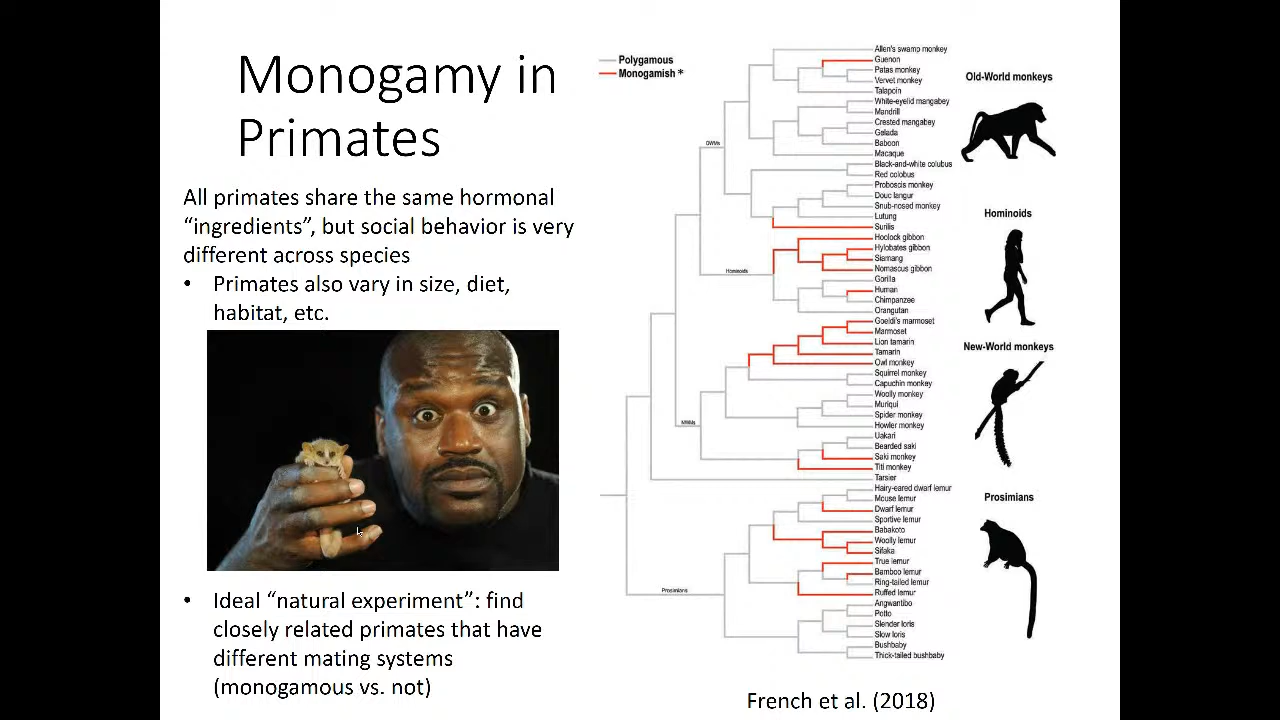 Monogamy in
Primates
All primates share the same hormonal
“ingredients”, but social behavior is very
different across species
• Primates also vary in size, diet,
habitat, etc.
• Ideal “natural experiment”: find
closely related primates that have
different mating systems
(monogamous vs. not)
Polygamous
Monogamish *
OWMs
Hominoids
NWMs
Prosimians
Allen's swamp monkey
Guenon
Patas monkey
Vervet monkey
Talapoin
White-eyelid mangabey
Mandrill
Crested mangabey
Gelada
Baboon
Macaque
Black-and-white colubus
Red colobus
Proboscis monkey
Douc langur
Snub-nosed monkey
Lutung
Surilis
Hoolock gibbon
Hylobates gibbon
Siamang
Nomascus gibbon
Gorilla
Human
Chimpanzee
Orangutan
Goeldi's marmoset
Marmoset
Lion tamarin
Tamarin
Owl monkey
Squirrel monkey
Capuchin monkey
Woolly monkey
Muriqui
Spider monkey
Howler monkey
Uakari
Bearded saki
Saki monkey
Titi monkey
Tarsier
Hairy-eared dwarf lemur
Mouse lemur
Dwarf lemur
Sportive lemur
Babakoto
Woolly lemur
Sifaka
True lemur
Bamboo lemur
Ring-tailed lemur
Ruffed lemur
Angwantibo
Potto
Slender loris
Slow loris
Bushbaby
Thick-tailed bushbaby
Old-World monkeys
Hominoids
New-World monkeys
Prosimians
French et al. (2018)